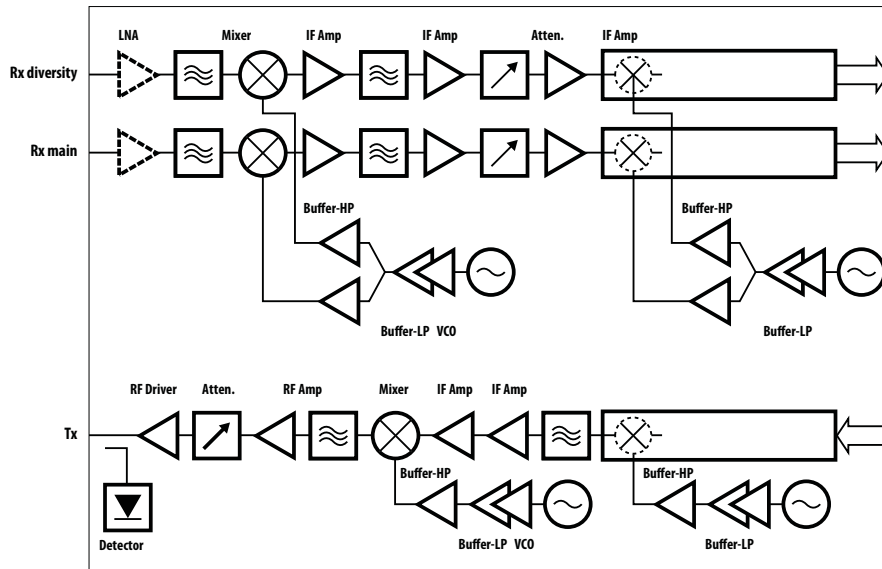 LNA Mixer IF Amp IF Amp Atten. IF Amp
Rx diversity
Rx main
Buffer-HP Buffer-HP
Buffer-LP VCO Buffer-LP
RF Driver Atten. RF Amp Mixer IF Amp IF Amp
Tx
Buffer-HP Buffer-HP
Detector Buffer-LP VCO Buffer-LP